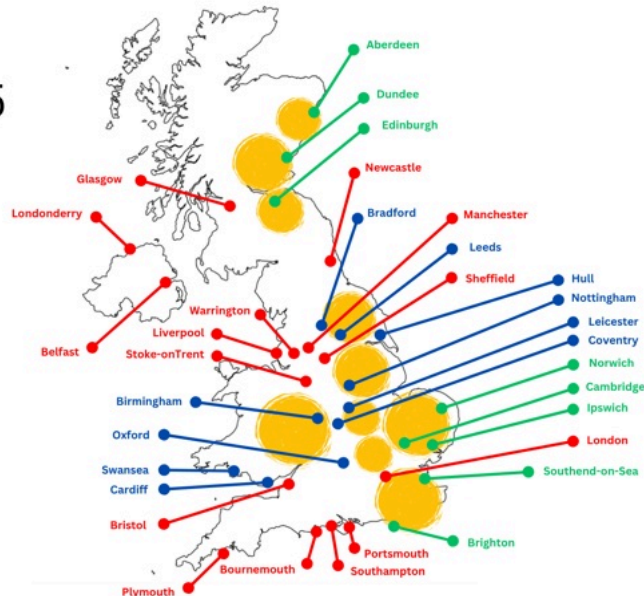 Aberdeen
Dundee
Edinburgh
Newcastle
Glasgow
Bradford
Londonderry
Manchester
Leeds
Sheffield
Hull
Nottingham
Warrington
Leicester
Liverpool
Coventry
Belfast
Stoke-onTrent
Norwich
Cambridge
Birmingham
Ipswich
Oxford
London
Swansea
Southend-on-Sea
Cardiff
Bristol
Brighton
Portsmouth
Bournemouth
Southampton
Plymouth